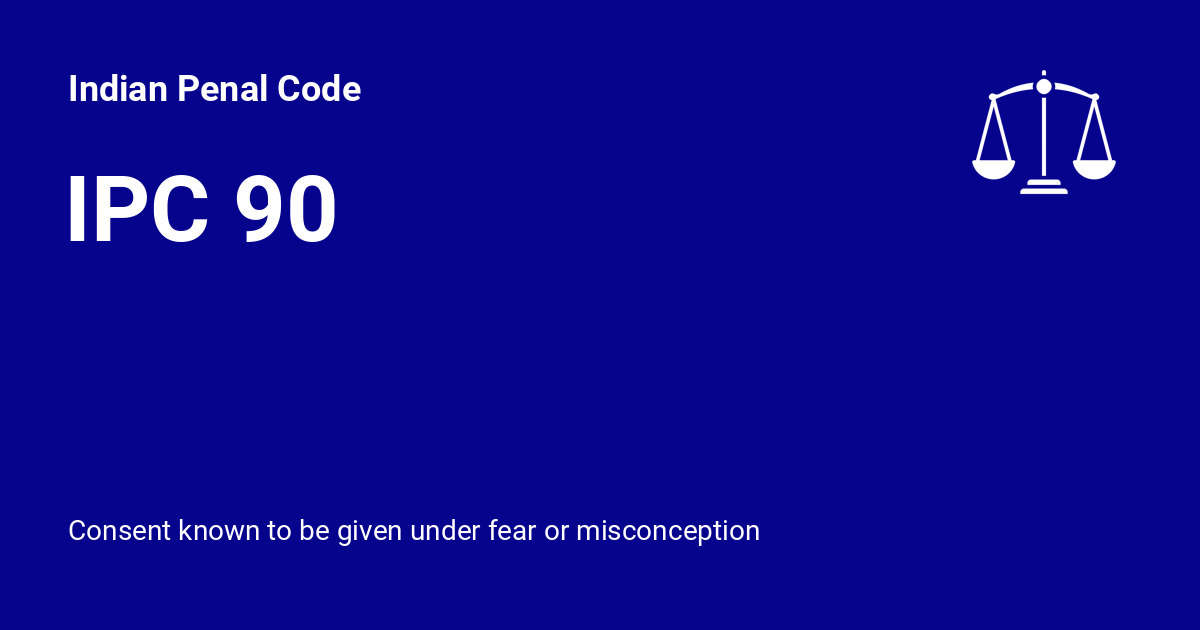 Indian Penal Code
IPC 90
Consent known to be given under fear or misconception